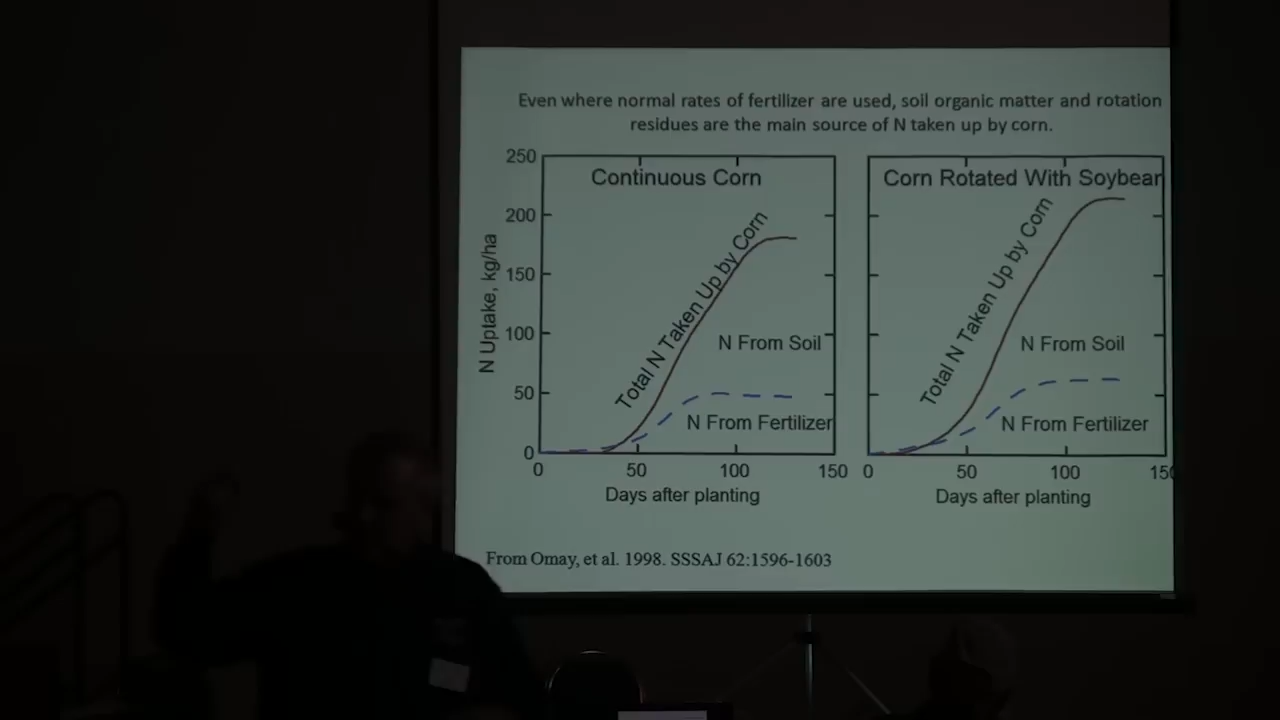 Even where normal rates of fertilizer are used, soil organic matter and rotation
residues are the main source of N taken up by corn.
Continuous Corn
N Uptake, kg/ha
250
200
150
100
50
0
Total N Taken Up by Corn
N From Soil
N From Fertilizer
0 50 100 150
Days after planting
Corn Rotated With Soybean
Total N Taken Up by Corn
N From Soil
N From Fertilizer
0 50 100 150
Days after planting
From Omay, et al. 1998. SSSAJ 62:1596-1603